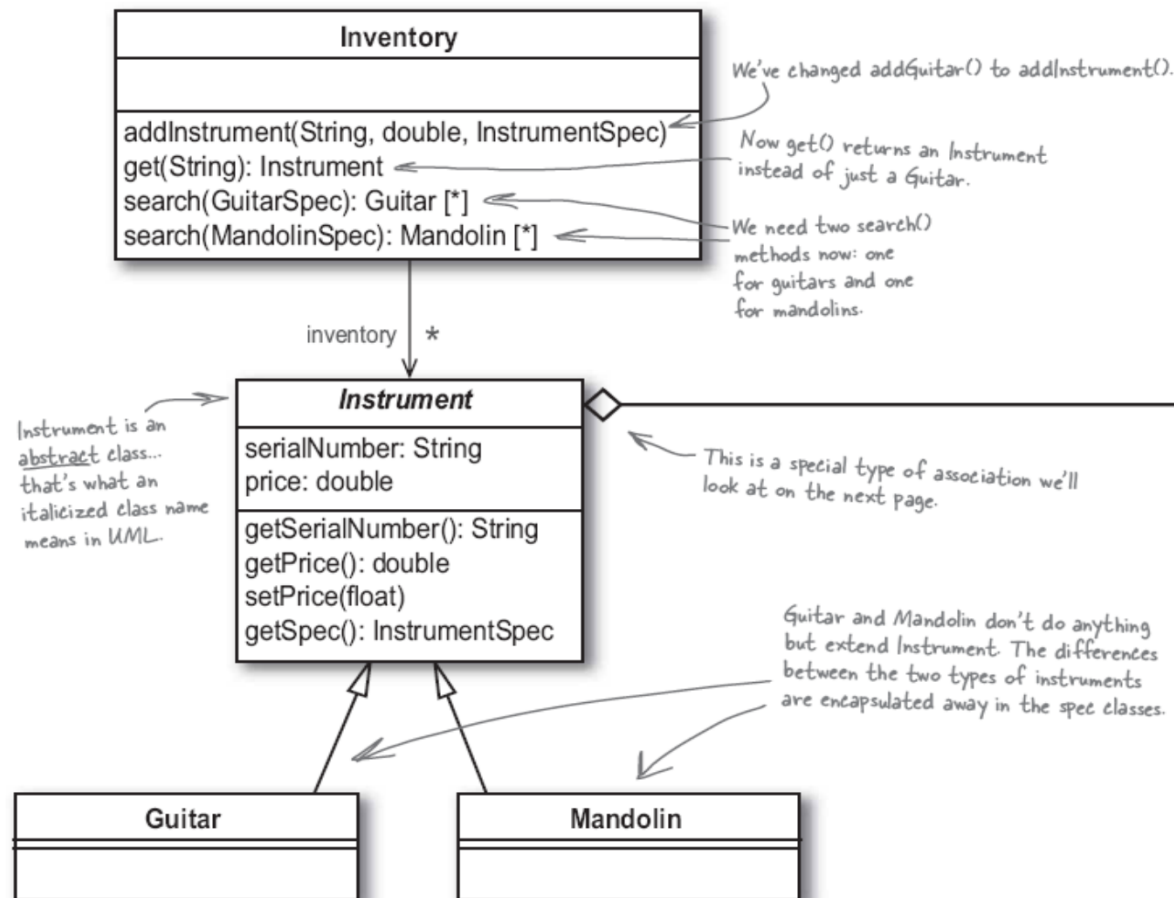 Inventory
We've changed addGuitar() to addInstrument().
addInstrument(String, double, InstrumentSpec)
get(String): Instrument
search(GuitarSpec): Guitar [*]
search(MandolinSpec): Mandolin [*]
Now get() returns an Instrument
instead of just a Guitar.
We need two search()
methods now: one
for guitars and one
for mandolins.
inventory *
Instrument
serialNumber: String
price: double
getSerialNumber(): String
getPrice(): double
setPrice(float)
getSpec(): InstrumentSpec
Instrument is an
abstract class...
that's what an
italicized class name
means in UML.
This is a special type of association we'll
look at on the next page.
Guitar and Mandolin don't do anything
but extend Instrument. The differences
between the two types of instruments
are encapsulated away in the spec classes.
Guitar
Mandolin